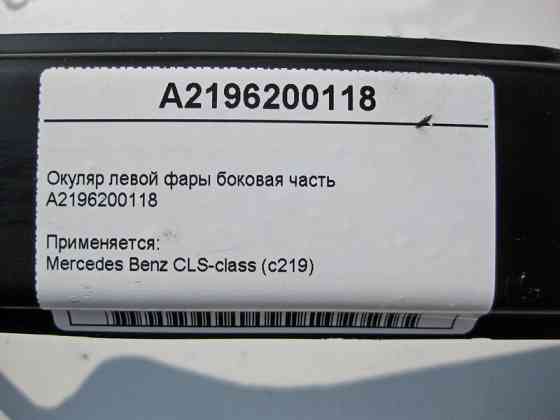 A2196200118
Окуляр левой фары боковая часть
A2196200118
Применяется:
Mercedes Benz CLS-class (c219)